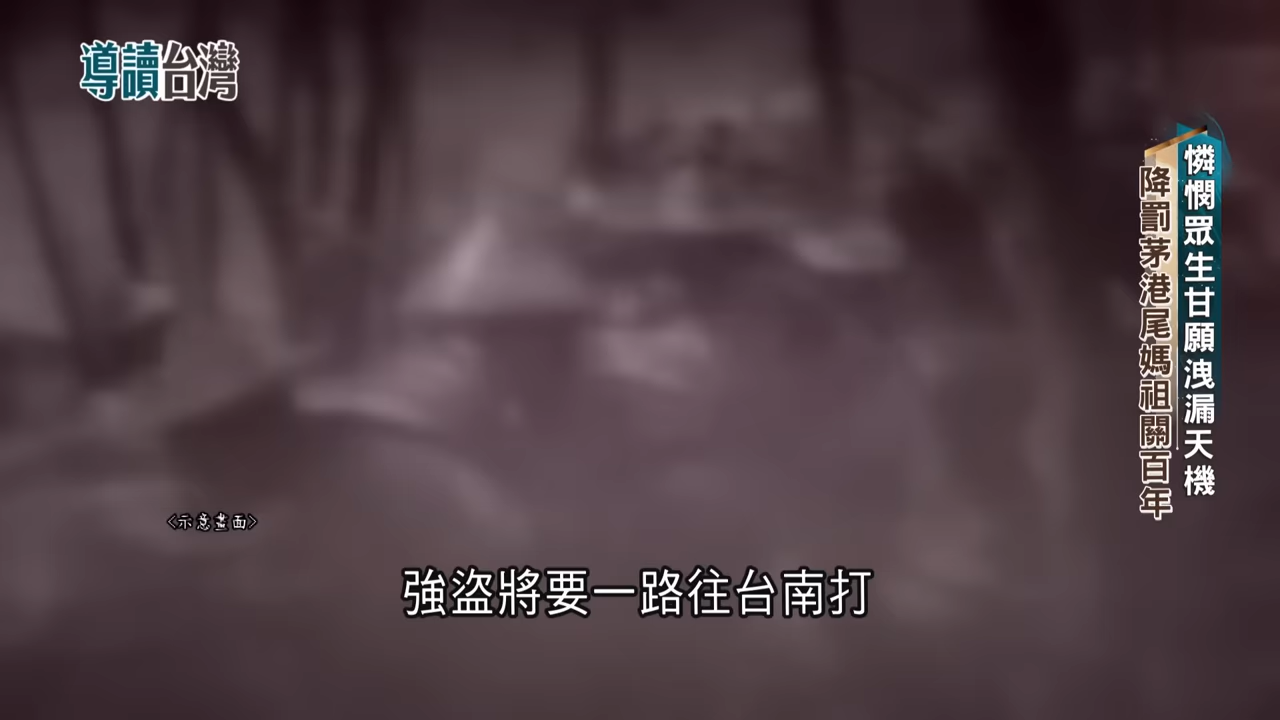 導讀台灣
憐憫眾生甘願洩漏天機
降罰茅港尾媽祖關百年
<示意畫面>
強盜將要一路往台南打